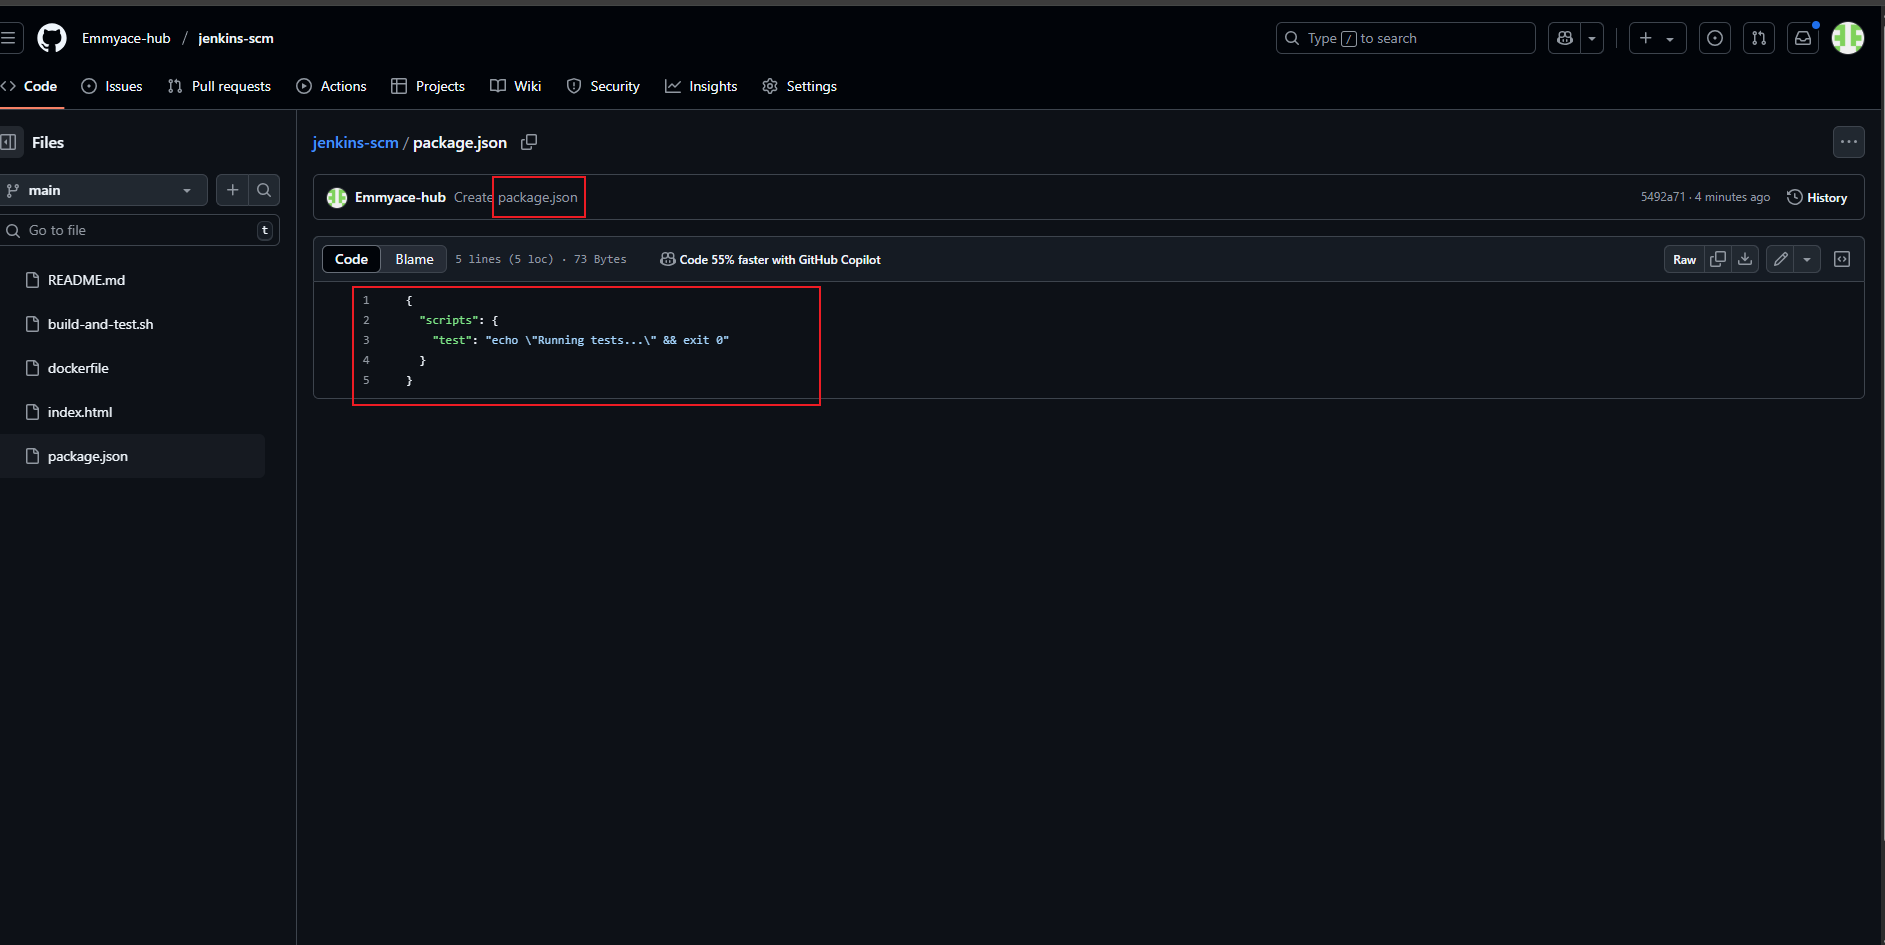 Emmyace-hub / jenkins-scm
Type / to search
Code
Issues
Pull requests
Actions
Projects
Wiki
Security
Insights
Settings
Files
main
Go to file
t
README.md
build-and-test.sh
dockerfile
index.html
package.json
jenkins-scm / package.json
Emmyace-hub Create package.json
5492a71 · 4 minutes ago
History
Code
Blame
5 lines (5 loc) · 73 Bytes
Code 55% faster with GitHub Copilot
Raw
1 {
2 "scripts": {
3 "test": "echo \"Running tests...\" && exit 0"
4 }
5 }